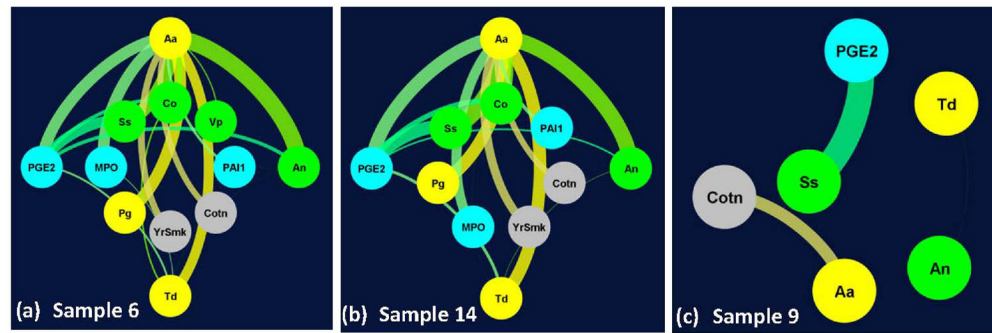 Aa
Co
Ss
Vp
PGE2
MPO
PAI1
An
Pg
Cotn
YrSmk
Td
(a) Sample 6
Aa
Co
Ss
PAI1
PGE2
An
Pg
Cotn
MPO
YrSmk
Td
(b) Sample 14
PGE2
Td
Ss
Cotn
An
Aa
(c) Sample 9